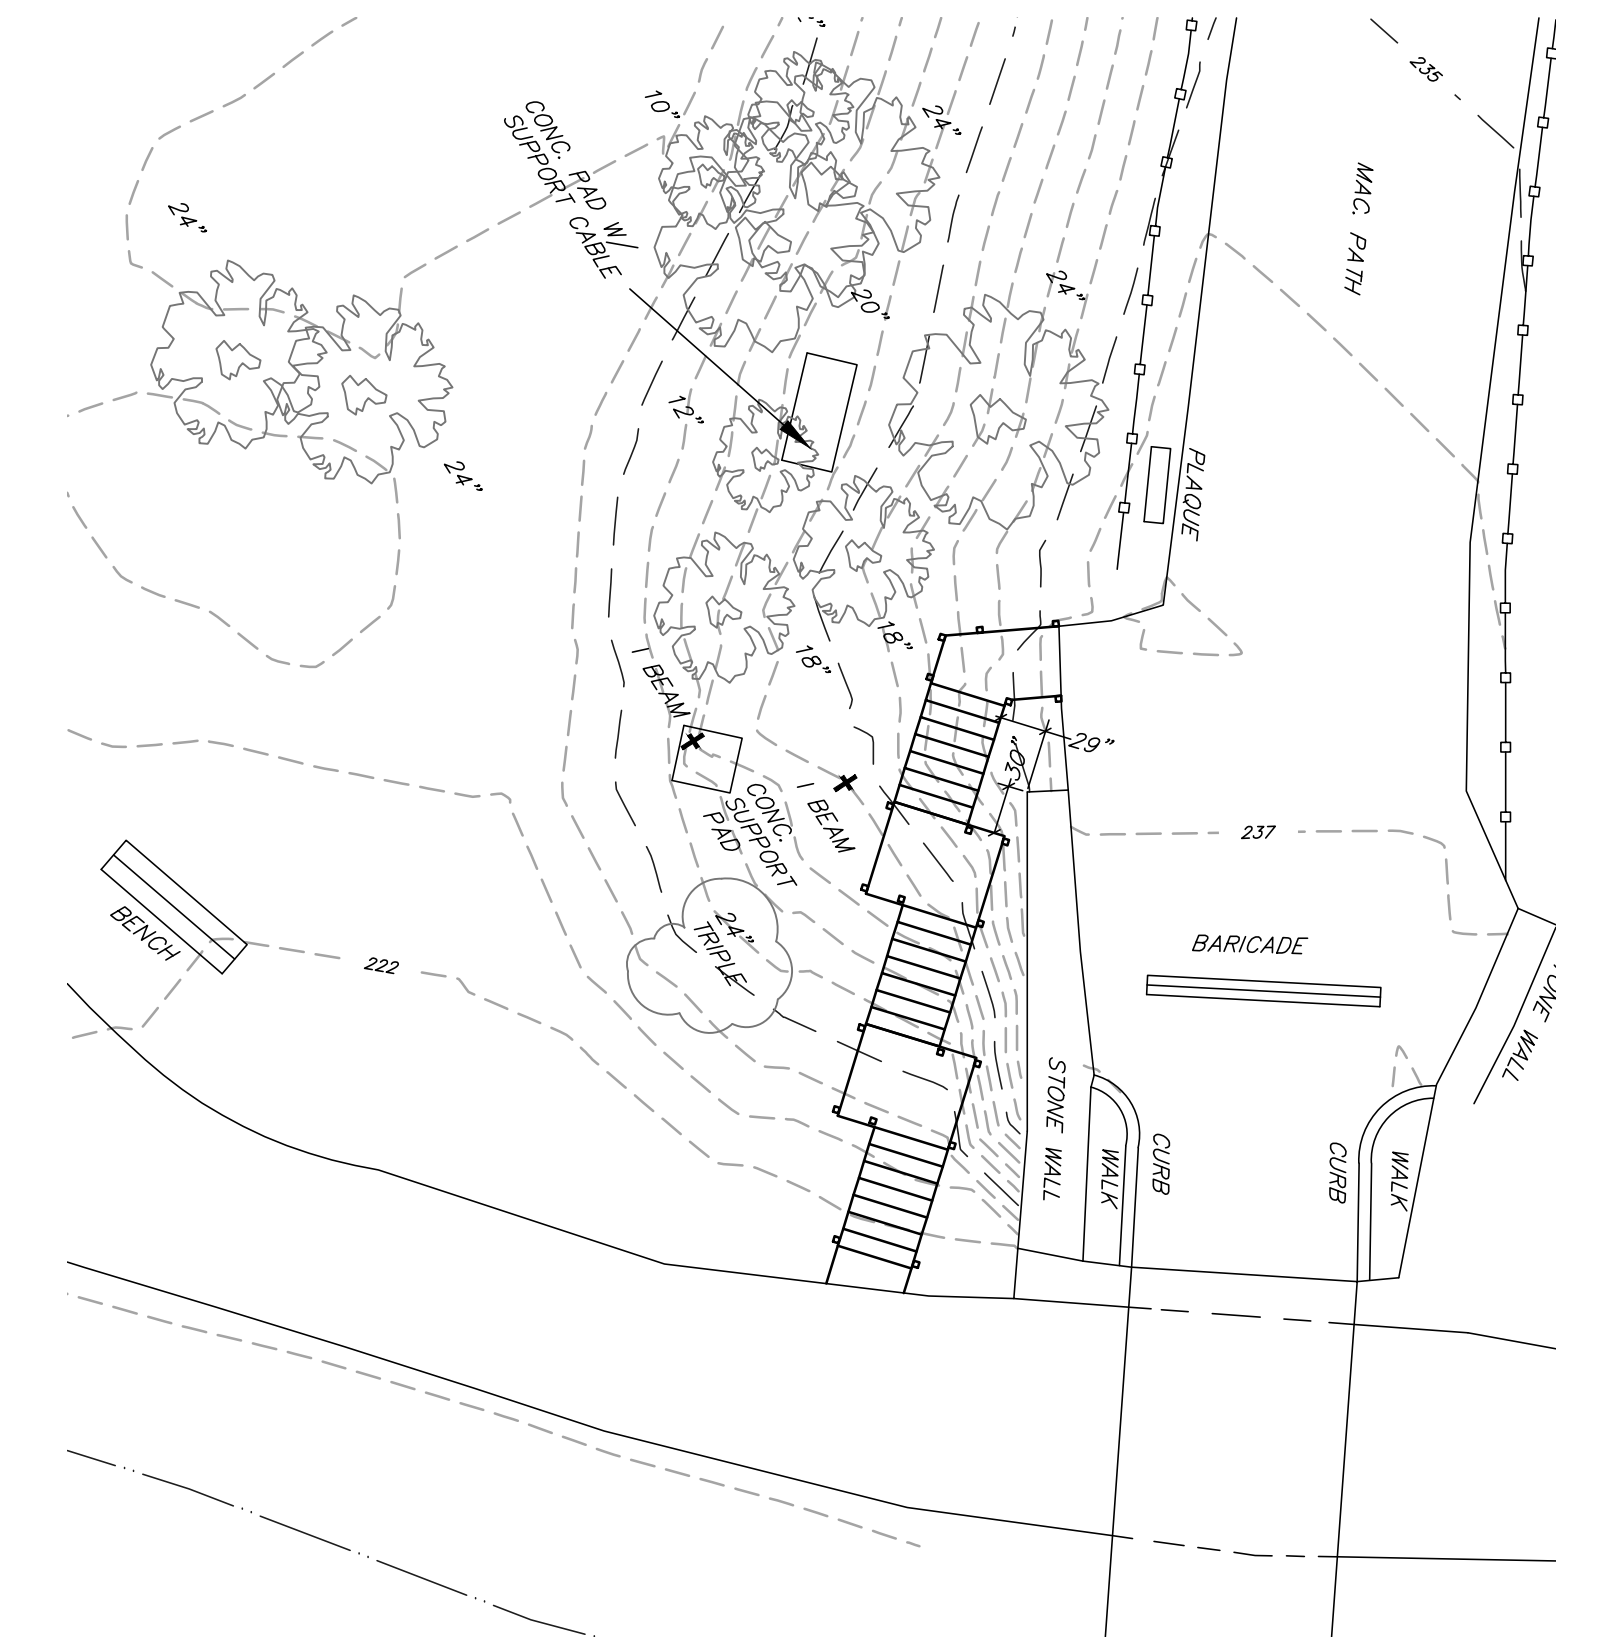 235
10”
24”
CONC. PAD W/
SUPPORT CABLE
MAC. PATH
24”
24”
20”
12”
24”
PLAQUE
18”
18”
I BEAM
29”
30”
CONC.
SUPPORT
PAD
I BEAM
237
BENCH
24”
TRIPLE
222
BARICADE
WALL
STONE WALL
WALK
CURB
CURB
WALK